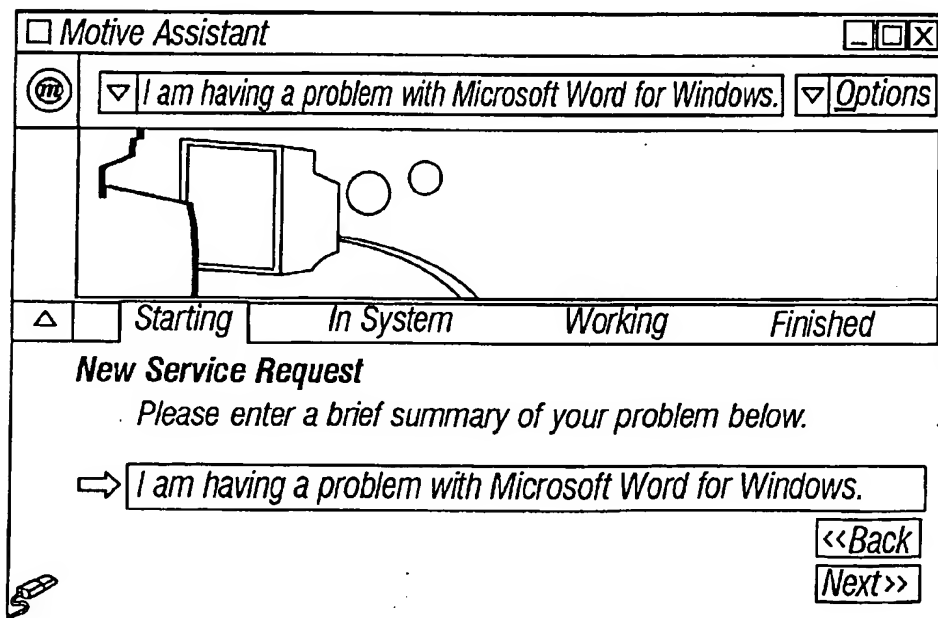 Motive Assistant
m
I am having a problem with Microsoft Word for Windows. Options
Starting In System Working Finished
New Service Request
Please enter a brief summary of your problem below.
I am having a problem with Microsoft Word for Windows.
<<Back
Next>>